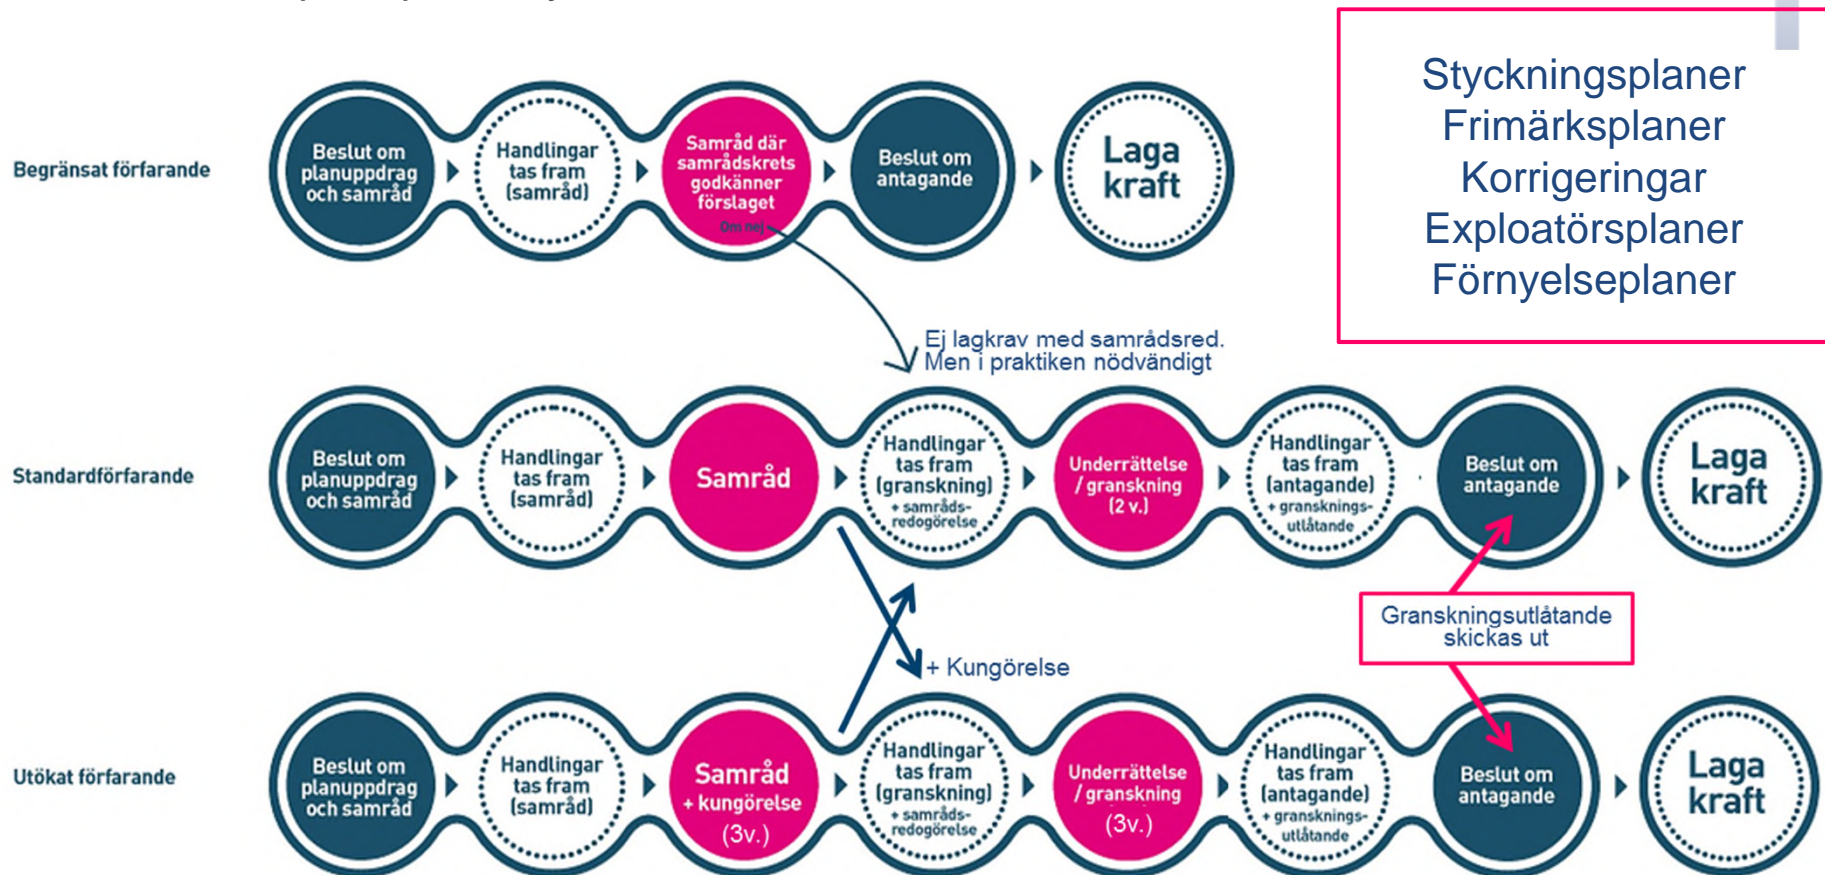 Styckningsplaner
Frimärksplaner
Korrigeringar
Exploatörsplaner
Förnyelseplaner
Begränsat förfarande
Beslut om
planuppdrag
och samråd
Handlingar
tas fram
(samråd)
Samråd där
samrådskrets
godkänner
förslaget
Om nej
Beslut om
antagande
Laga
kraft
Ej lagkrav med samrådsred.
Men i praktiken nödvändigt
Standardförfarande
Beslut om
planuppdrag
och samråd
Handlingar
tas fram
(samråd)
Samråd
Handlingar
tas fram
(granskning)
+ samråds-
redogörelse
Underrättelse
/ granskning
(2 v.)
Handlingar
tas fram
(antagande)
+ gransknings-
utlåtande
Beslut om
antagande
Laga
kraft
Granskningsutlåtande
skickas ut
+ Kungörelse
Utökat förfarande
Beslut om
planuppdrag
och samråd
Handlingar
tas fram
(samråd)
Samråd
+ kungörelse
(3v.)
Handlingar
tas fram
(granskning)
+ samråds-
redogörelse
Underrättelse
/ granskning
(3v.)
Handlingar
tas fram
(antagande)
+ gransknings-
utlåtande
Beslut om
antagande
Laga
kraft